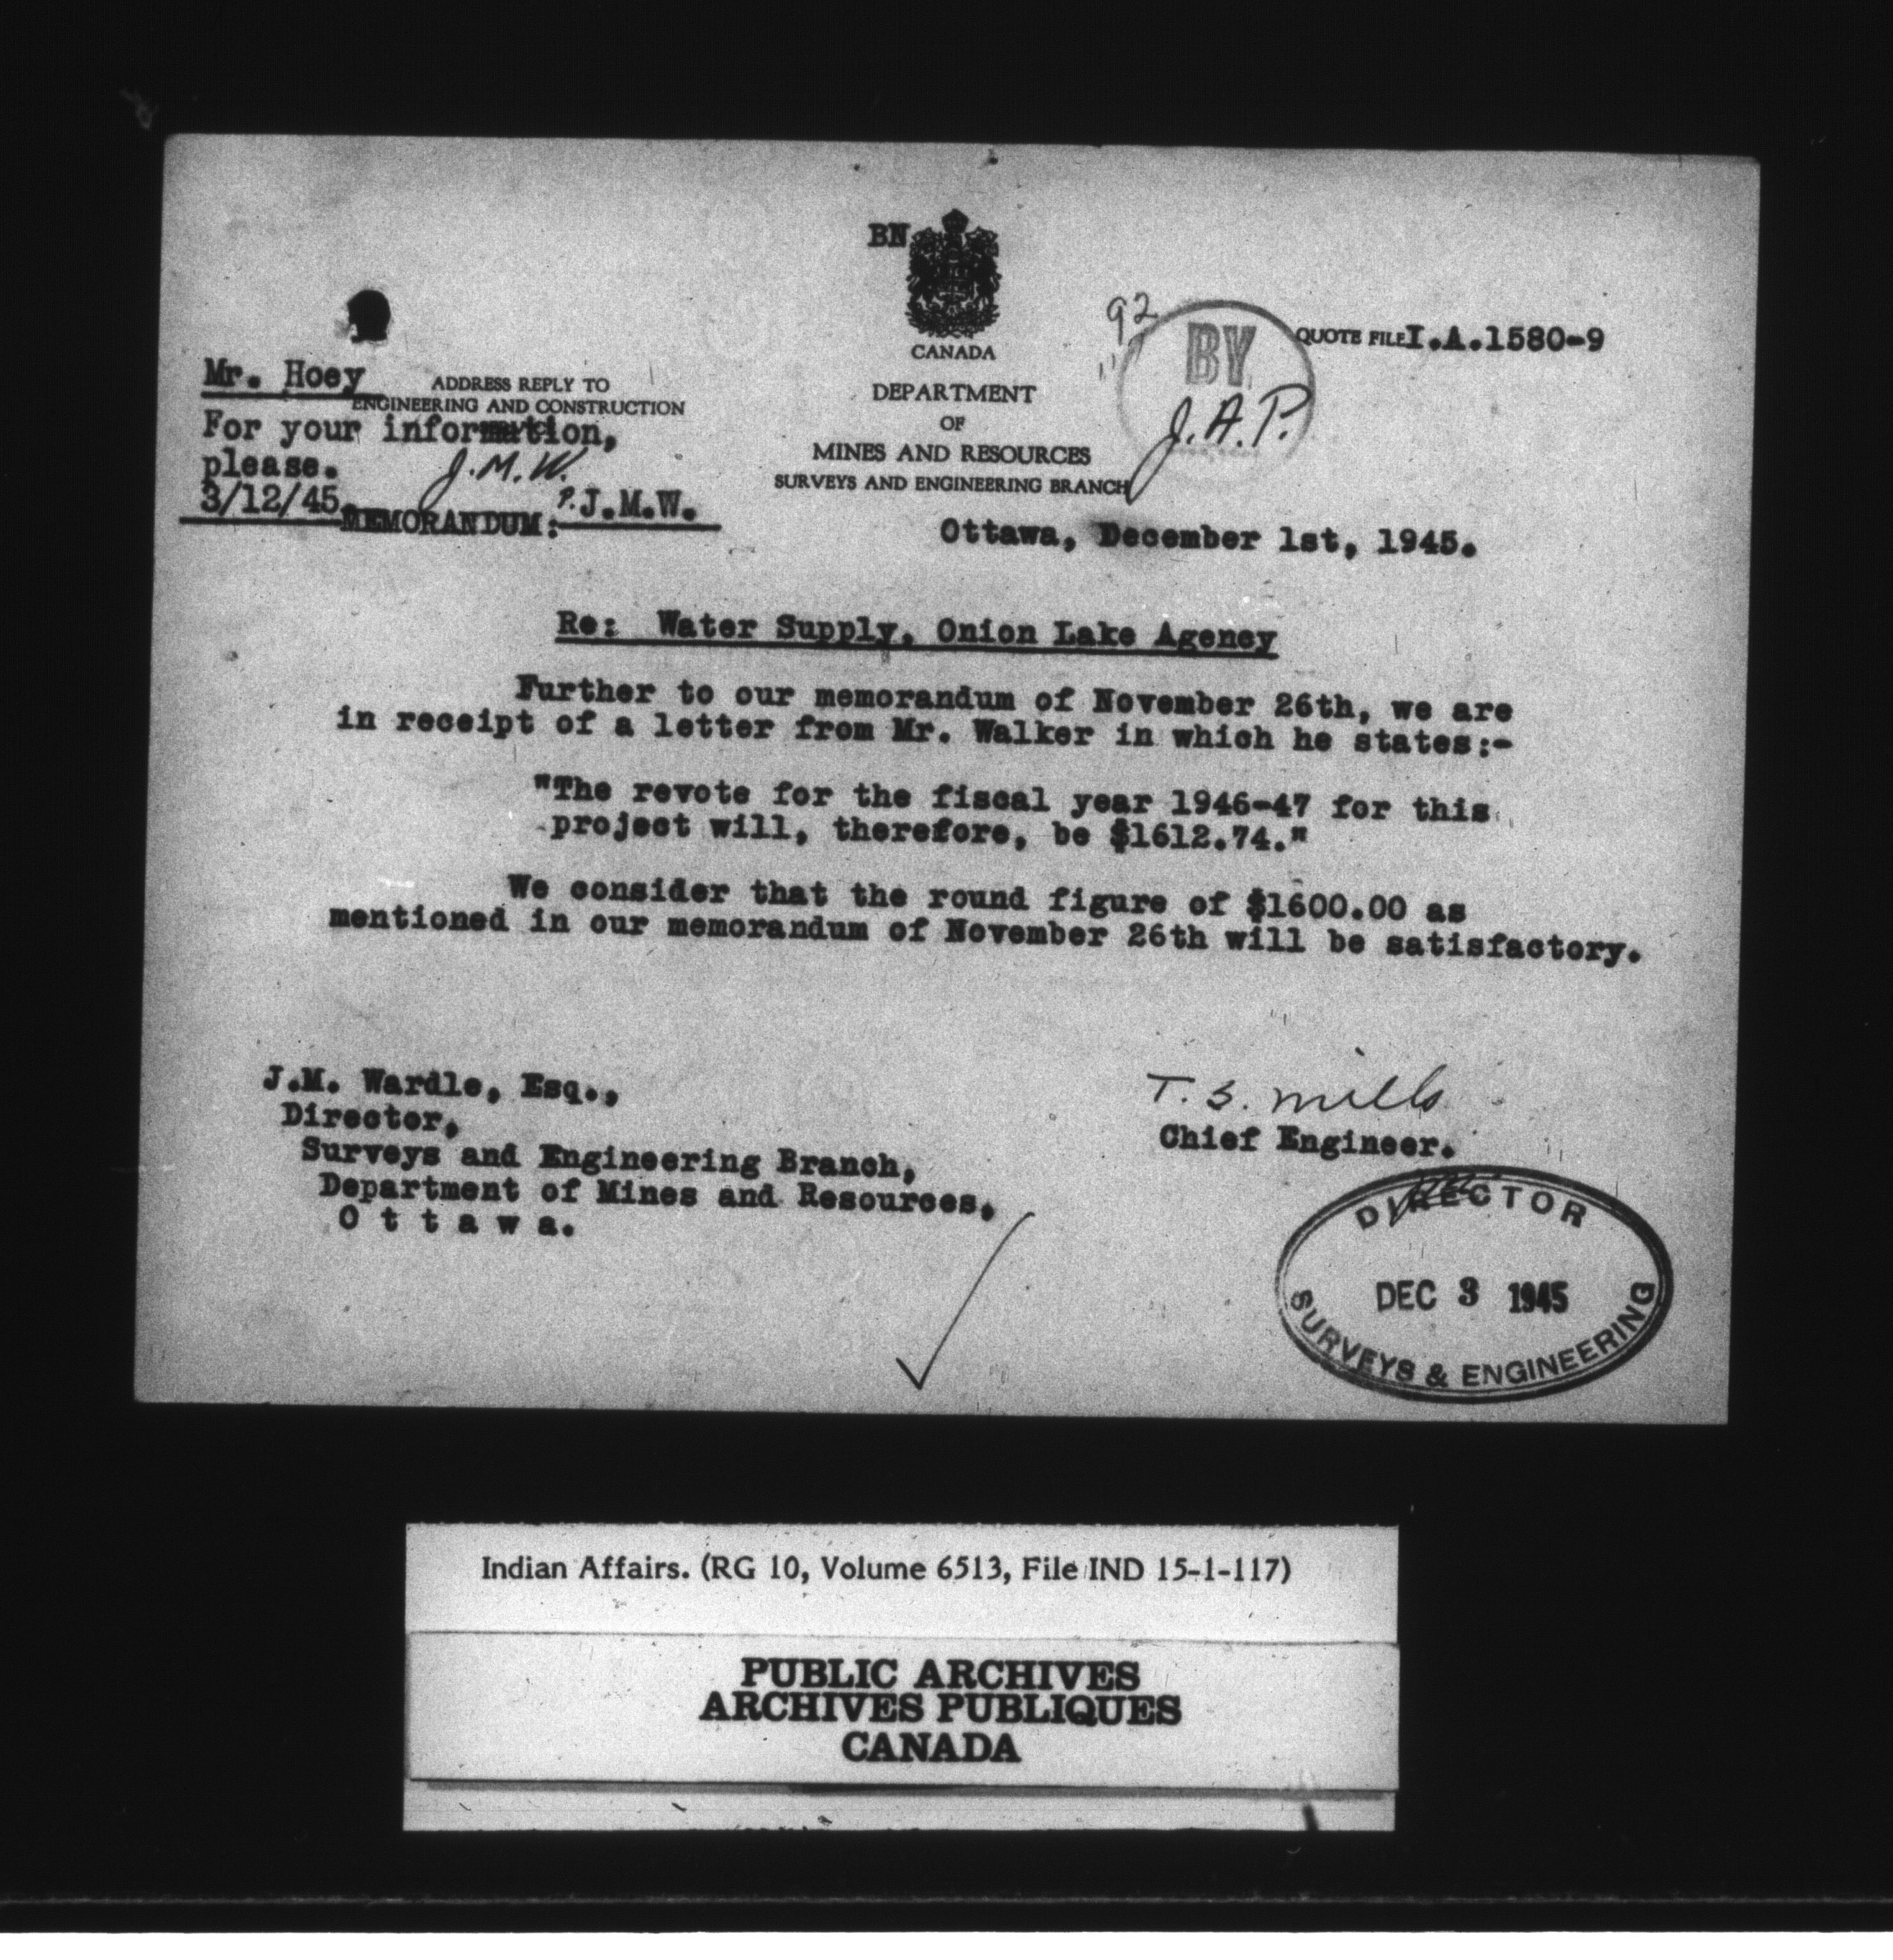 BN
CANADA
92
BY
J.A.P.
QUOTE FILE I.A.1580-9
Mr. Hoey
ADDRESS REPLY TO
ENGINEERING AND CONSTRUCTION
For your information,
please.
J.M.W.
3/12/45.
P.J.M.W.
MEMORANDUM:
DEPARTMENT
OF
MINES AND RESOURCES
SURVEYS AND ENGINEERING BRANCH
Ottawa, December 1st, 1945.
Re: Water Supply, Onion Lake Agency
Further to our memorandum of November 26th, we are
in receipt of a letter from Mr. Walker in which he states:-
"The revote for the fiscal year 1946-47 for this
project will, therefore, be $1612.74."
We consider that the round figure of $1600.00 as
mentioned in our memorandum of November 26th will be satisfactory.
T. S. Mills
Chief Engineer.
J.M. Wardle, Esq.,
Director,
Surveys and Engineering Branch,
Department of Mines and Resources,
O t t a w a.
DIRECTOR
DEC 3 1945
SURVEYS & ENGINEERING
Indian Affairs. (RG 10, Volume 6513, File IND 15-1-117)
PUBLIC ARCHIVES
ARCHIVES PUBLIQUES
CANADA